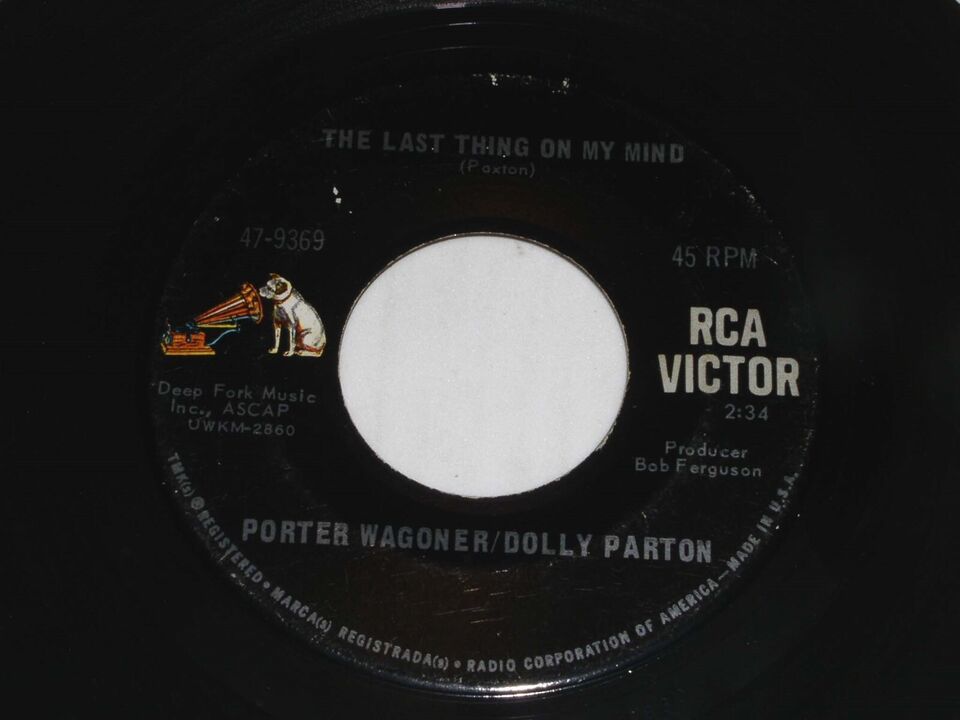 THE LAST THING ON MY MIND
(Paxton)
47-9369
45 RPM
RCA
VICTOR
2:34
Deep Fork Music
Inc., ASCAP
UWKM-2860
Producer
Bob Ferguson
PORTER WAGONER/DOLLY PARTON
TMK(s) ® REGISTERED • MARCA(s) REGISTRADA(s) • RADIO CORPORATION OF AMERICA—MADE IN U.S.A.